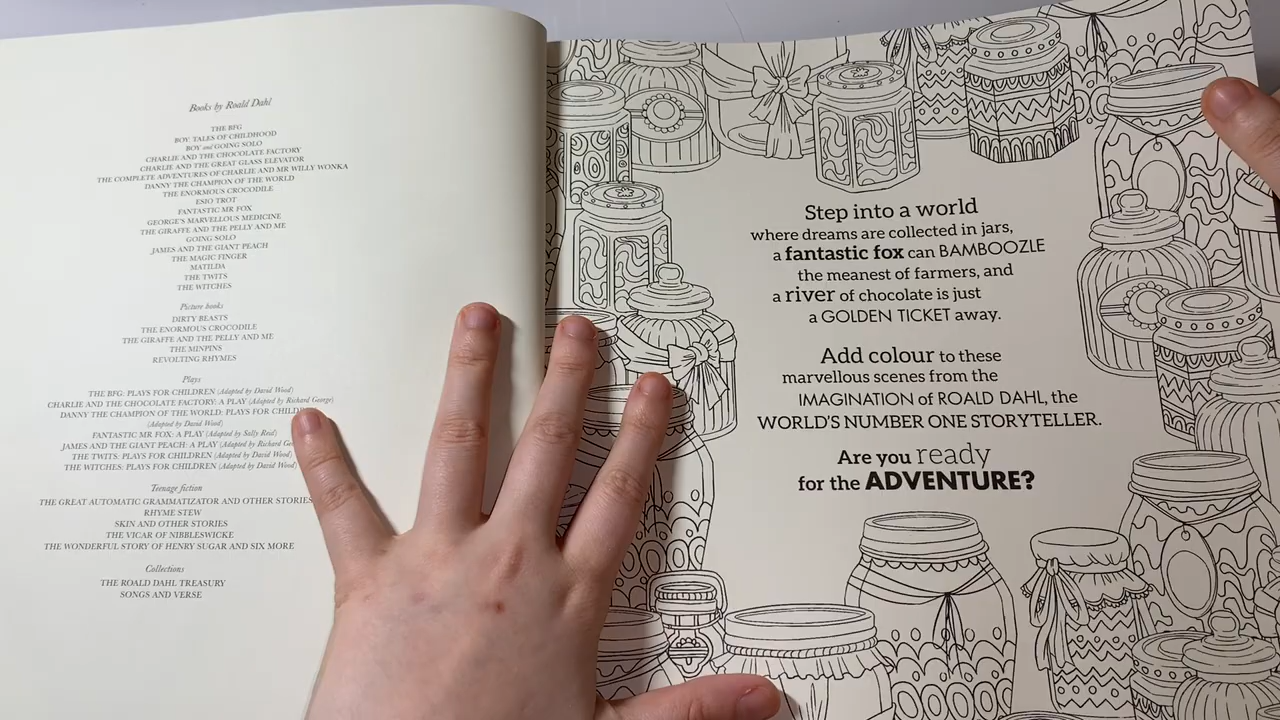 Books by Roald Dahl
THE BFG
BOY: TALES OF CHILDHOOD
BOY and GOING SOLO
CHARLIE AND THE CHOCOLATE FACTORY
CHARLIE AND THE GREAT GLASS ELEVATOR
THE COMPLETE ADVENTURES OF CHARLIE AND MR WILLY WONKA
DANNY THE CHAMPION OF THE WORLD
THE ENORMOUS CROCODILE
ESIO TROT
FANTASTIC MR FOX
GEORGE'S MARVELLOUS MEDICINE
THE GIRAFFE AND THE PELLY AND ME
GOING SOLO
JAMES AND THE GIANT PEACH
THE MAGIC FINGER
MATILDA
THE TWITS
THE WITCHES
Picture books
DIRTY BEASTS
THE ENORMOUS CROCODILE
THE GIRAFFE AND THE PELLY AND ME
THE MINPINS
REVOLTING RHYMES
Plays
THE BFG: PLAYS FOR CHILDREN (Adapted by David Wood)
CHARLIE AND THE CHOCOLATE FACTORY: A PLAY (Adapted by Richard George)
DANNY THE CHAMPION OF THE WORLD: PLAYS FOR
(Adapted by David Wood)
FANTASTIC MR FOX: A PLAY (Adapted by Sally Reid)
JAMES AND THE GIANT PEACH: A PLAY (Adapted by Richard
THE TWITS: PLAYS FOR CHILDREN (Adapted by David Wood)
THE WITCHES: PLAYS FOR CHILDREN (Adapted by David Wood)
Teenage fiction
THE GREAT AUTOMATIC GRAMMATIZATOR AND OTHER STORIES
RHYME STEW
SKIN AND OTHER STORIES
THE VICAR OF NIBBLESWICKE
THE WONDERFUL STORY OF HENRY SUGAR AND SIX MORE
Collections
THE ROALD DAHL TREASURY
SONGS AND VERSE
Step into a world
where dreams are collected in jars,
a fantastic fox can BAMBOOZLE
the meanest of farmers, and
a river of chocolate is just
a GOLDEN TICKET away.
Add colour to these
marvellous scenes from the
IMAGINATION of ROALD DAHL, the
WORLD'S NUMBER ONE STORYTELLER.
Are you ready
for the ADVENTURE?